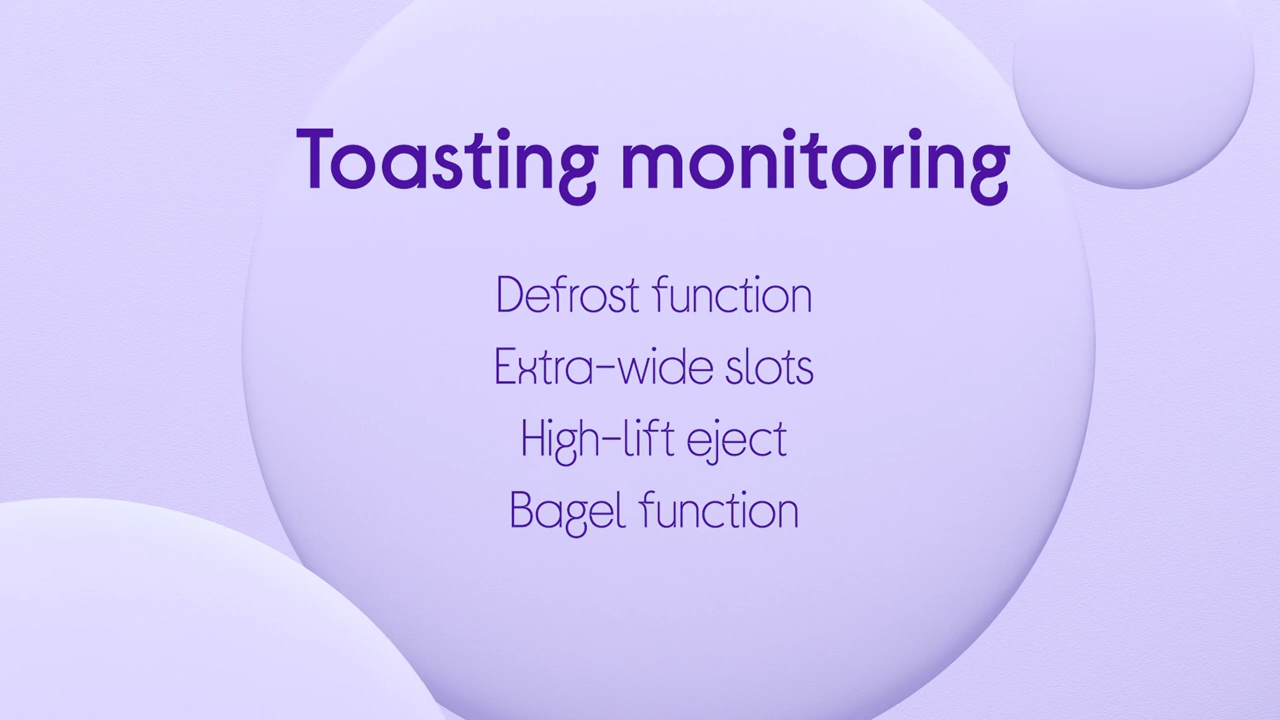 Toasting monitoring
Defrost function
Extra-wide slots
High-lift eject
Bagel function